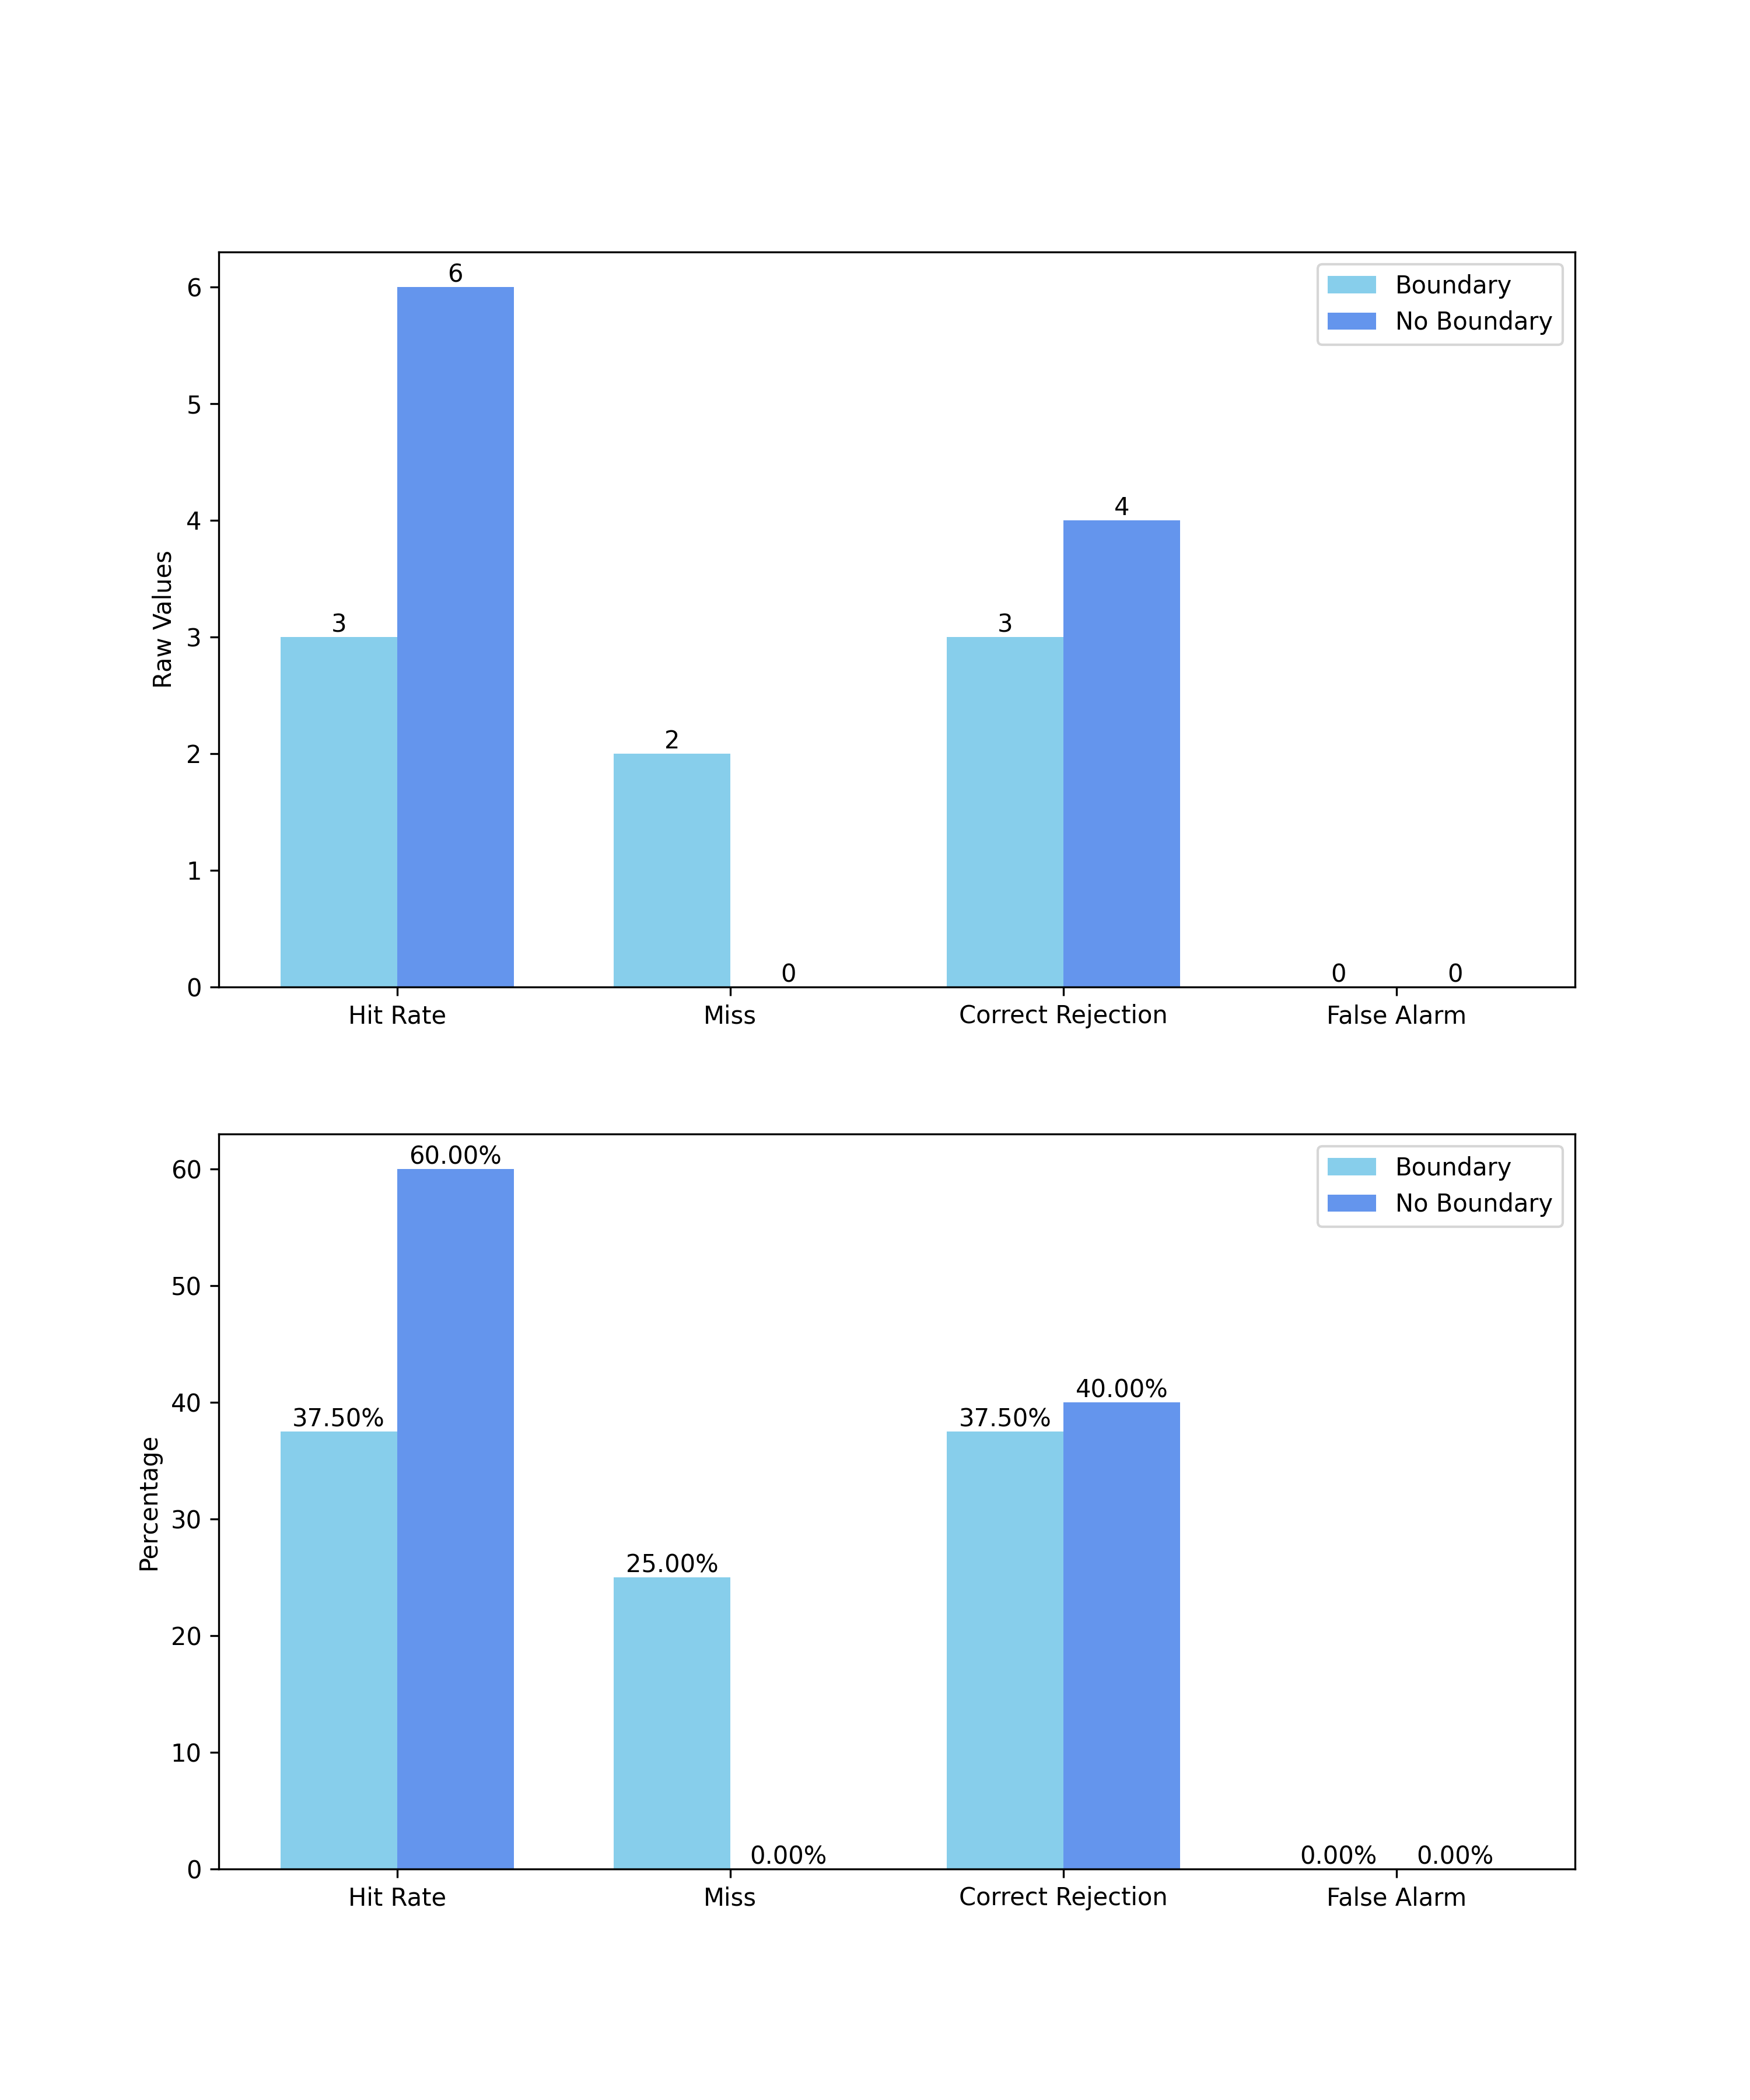 6
Boundary
No Boundary
6
5
4
3
2
1
0
Raw Values
3
2
0
3
4
0
0
Hit Rate
Miss
Correct Rejection
False Alarm
60.00%
Boundary
No Boundary
60
50
40
30
20
10
0
Percentage
37.50%
25.00%
0.00%
37.50%
40.00%
0.00%
0.00%
Hit Rate
Miss
Correct Rejection
False Alarm